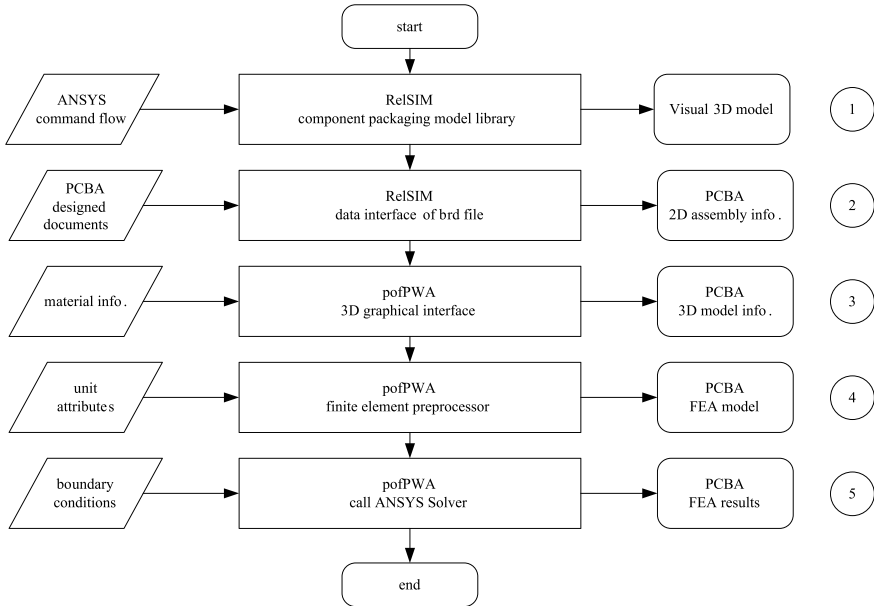 start
ANSYS
command flow
RelSIM
component packaging model library
Visual 3D model
1
PCBA
designed
documents
RelSIM
data interface of brd file
PCBA
2D assembly info.
2
material info.
pofPWA
3D graphical interface
PCBA
3D model info.
3
unit
attributes
pofPWA
finite element preprocessor
PCBA
FEA model
4
boundary
conditions
pofPWA
call ANSYS Solver
PCBA
FEA results
5
end